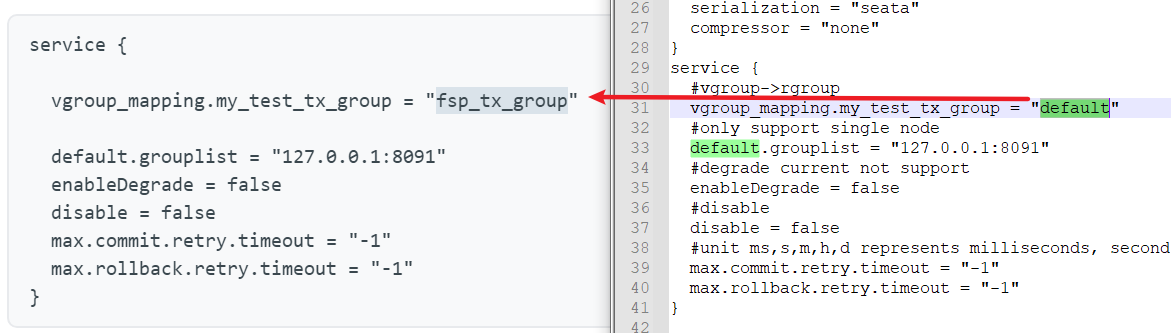 service {
vgroup_mapping.my_test_tx_group = "fsp_tx_group"
default.grouplist = "127.0.0.1:8091"
enableDegrade = false
disable = false
max.commit.retry.timeout = "-1"
max.rollback.retry.timeout = "-1"
}
26 serialization = "seata"
27 compressor = "none"
28 }
29 service {
30 #vgroup->rgroup
31 vgroup_mapping.my_test_tx_group = "default"
32 #only support single node
33 default.grouplist = "127.0.0.1:8091"
34 #degrade current not support
35 enableDegrade = false
36 #disable
37 disable = false
38 #unit ms,s,m,h,d represents milliseconds, second
39 max.commit.retry.timeout = "-1"
40 max.rollback.retry.timeout = "-1"
41 }
42